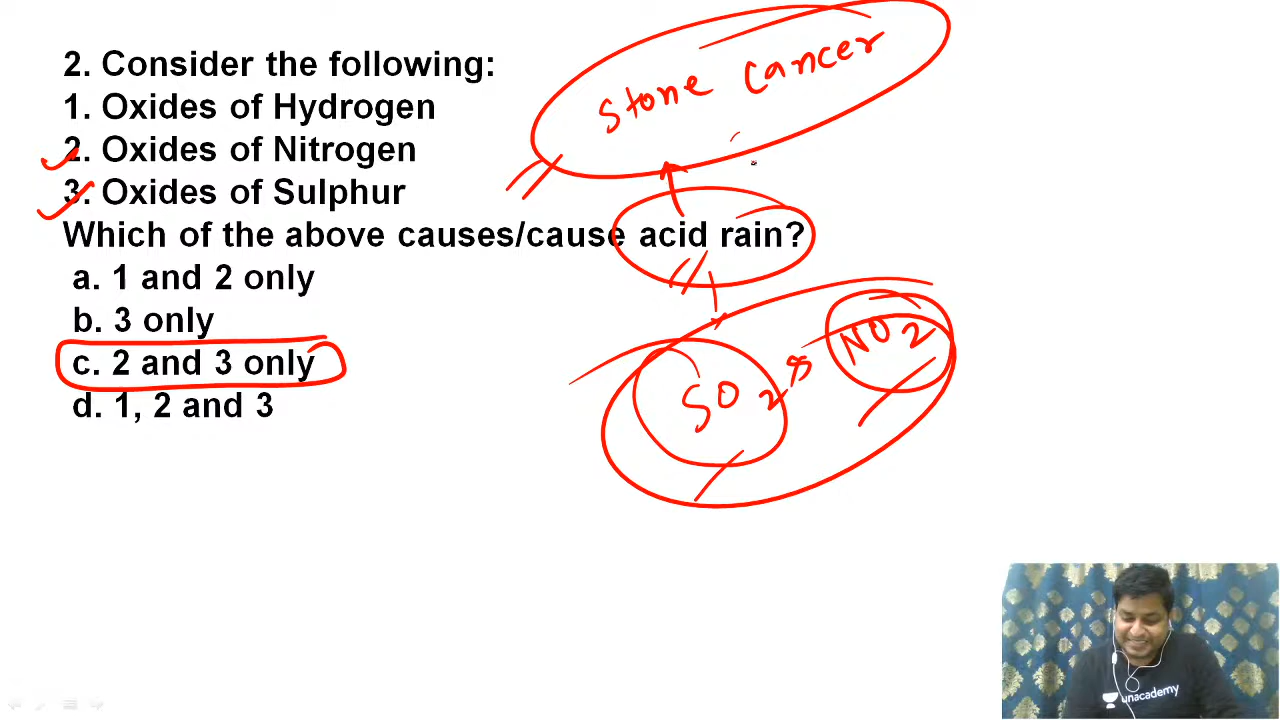 2. Consider the following:
1. Oxides of Hydrogen
2. Oxides of Nitrogen
3. Oxides of Sulphur
Which of the above causes/cause acid rain?
a. 1 and 2 only
b. 3 only
c. 2 and 3 only
d. 1, 2 and 3
Stone Cancer
SO2 & NO2
unacademy